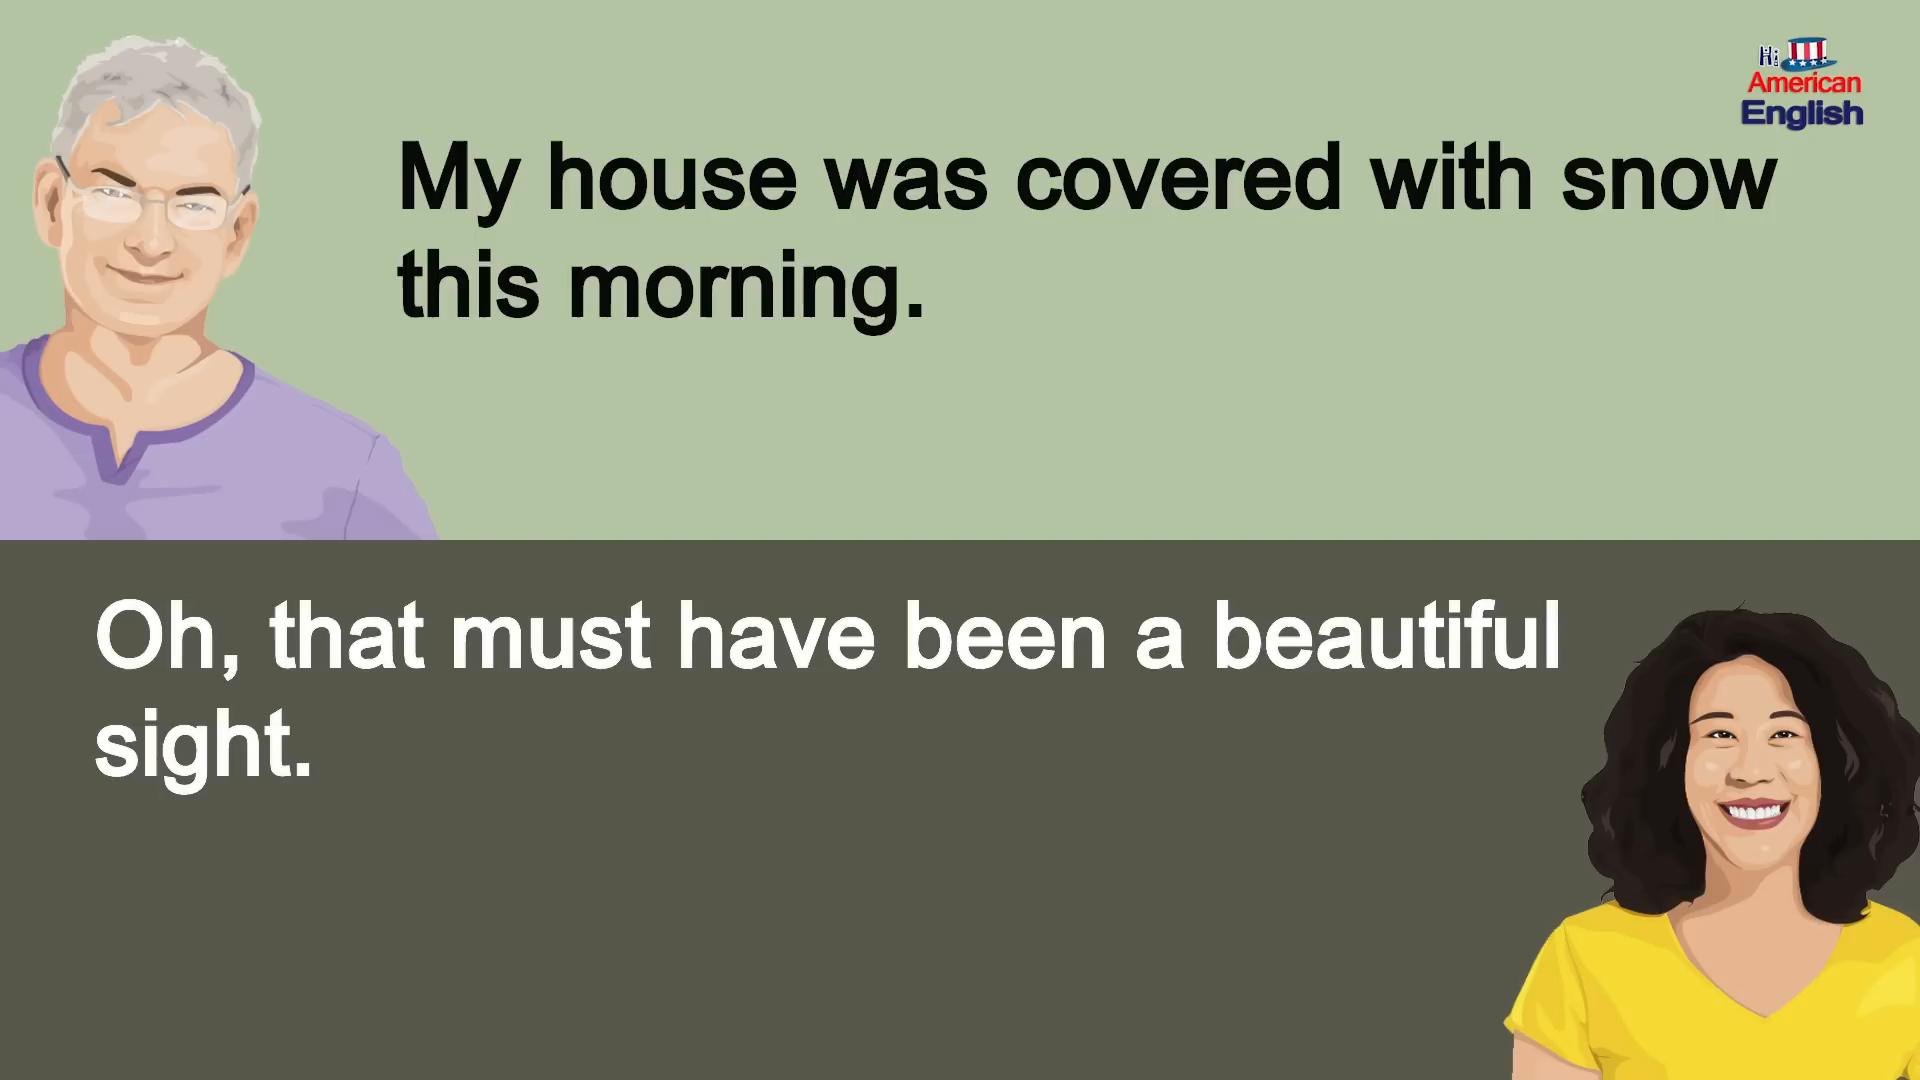 Hi
American
English
My house was covered with snow
this morning.
Oh, that must have been a beautiful
sight.